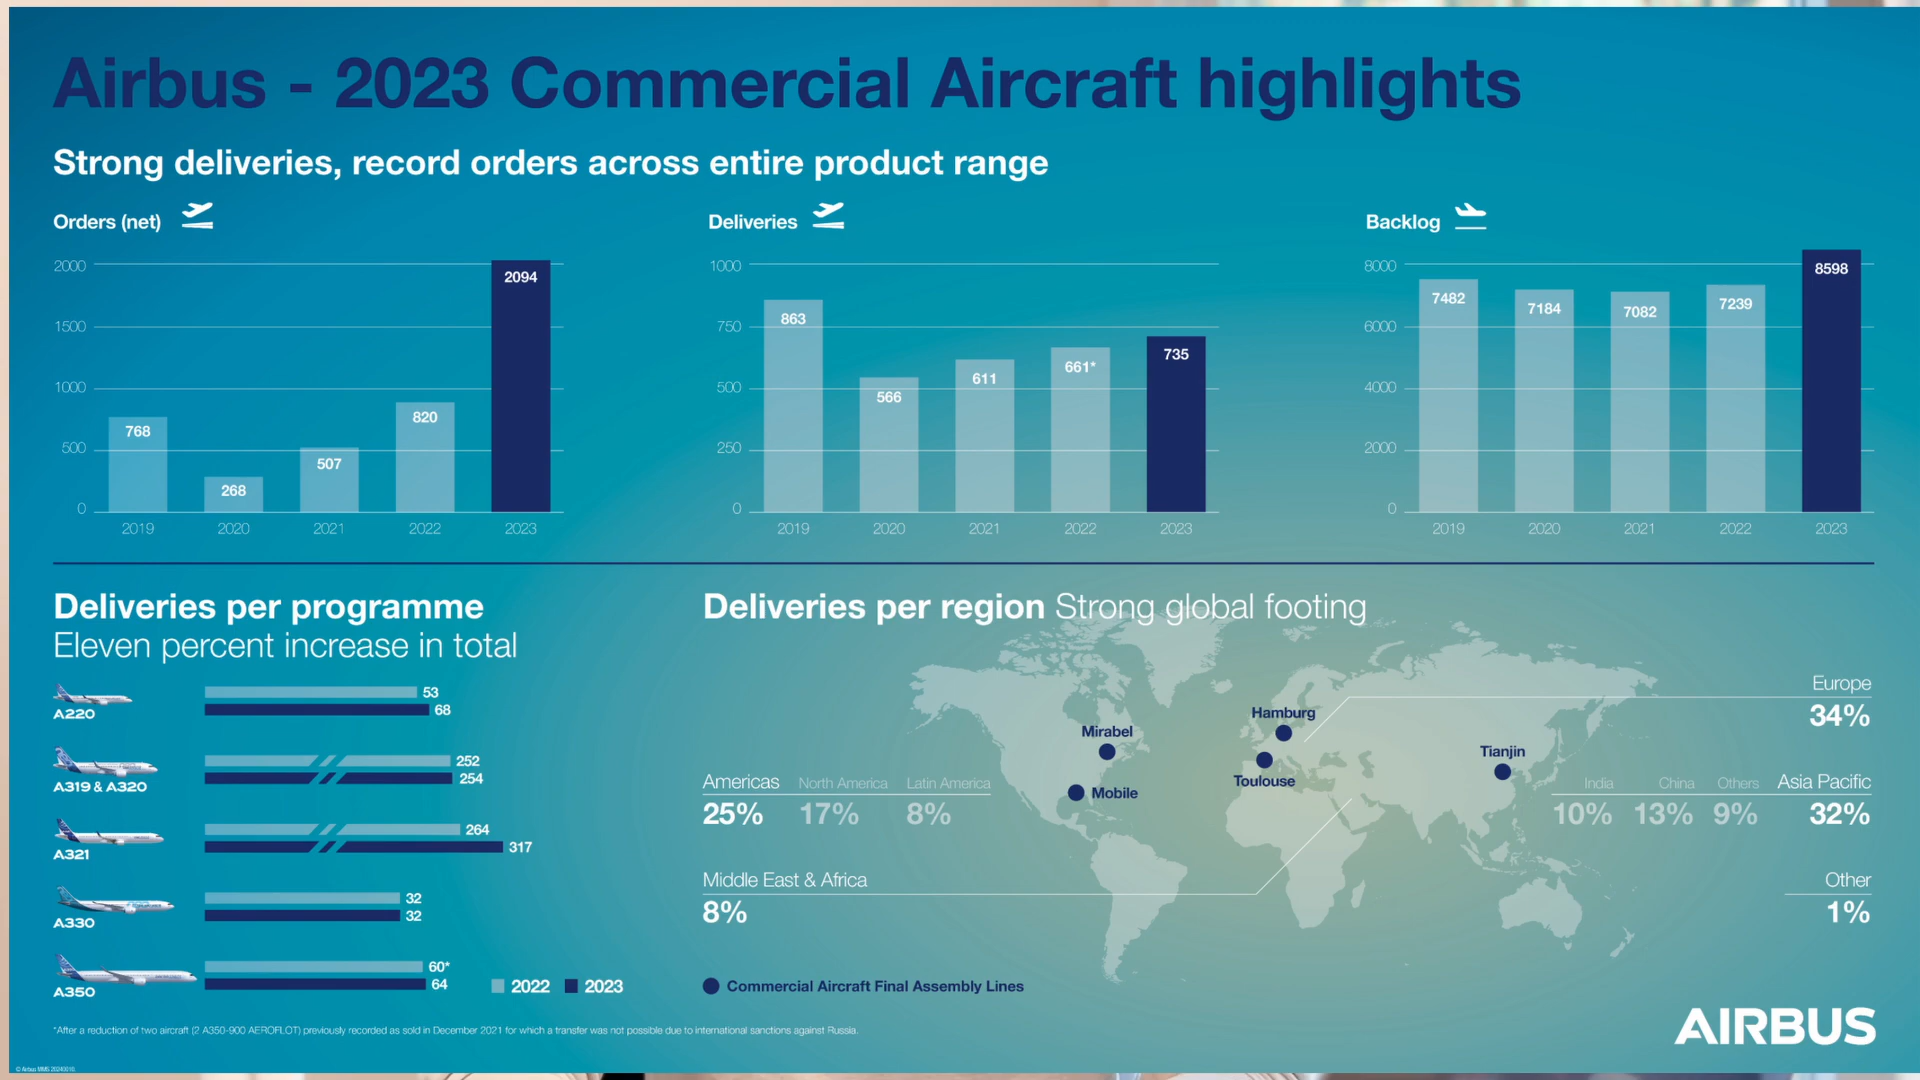 Airbus - 2023 Commercial Aircraft highlights
Strong deliveries, record orders across entire product range
Orders (net)
2000
1500
1000
500
0
768
268
507
820
2094
2019 2020 2021 2022 2023
Deliveries
1000
750
500
250
0
863
566
611
661*
735
2019 2020 2021 2022 2023
Backlog
8000
6000
4000
2000
0
7482
7184
7082
7239
8598
2019 2020 2021 2022 2023
Deliveries per programme
Eleven percent increase in total
A220
53
68
A319 & A320
252
254
A321
264
317
A330
32
32
A350
60*
64
2022 2023
Deliveries per region Strong global footing
Americas North America Latin America
25% 17% 8%
Middle East & Africa
8%
Mirabel
Mobile
Hamburg
Toulouse
Tianjin
Europe
34%
India China Others Asia Pacific
10% 13% 9% 32%
Other
1%
Commercial Aircraft Final Assembly Lines
*After a reduction of two aircraft (2 A350-900 AEROFLOT) previously recorded as sold in December 2021 for which a transfer was not possible due to international sanctions against Russia.
AIRBUS
© Airbus MMS